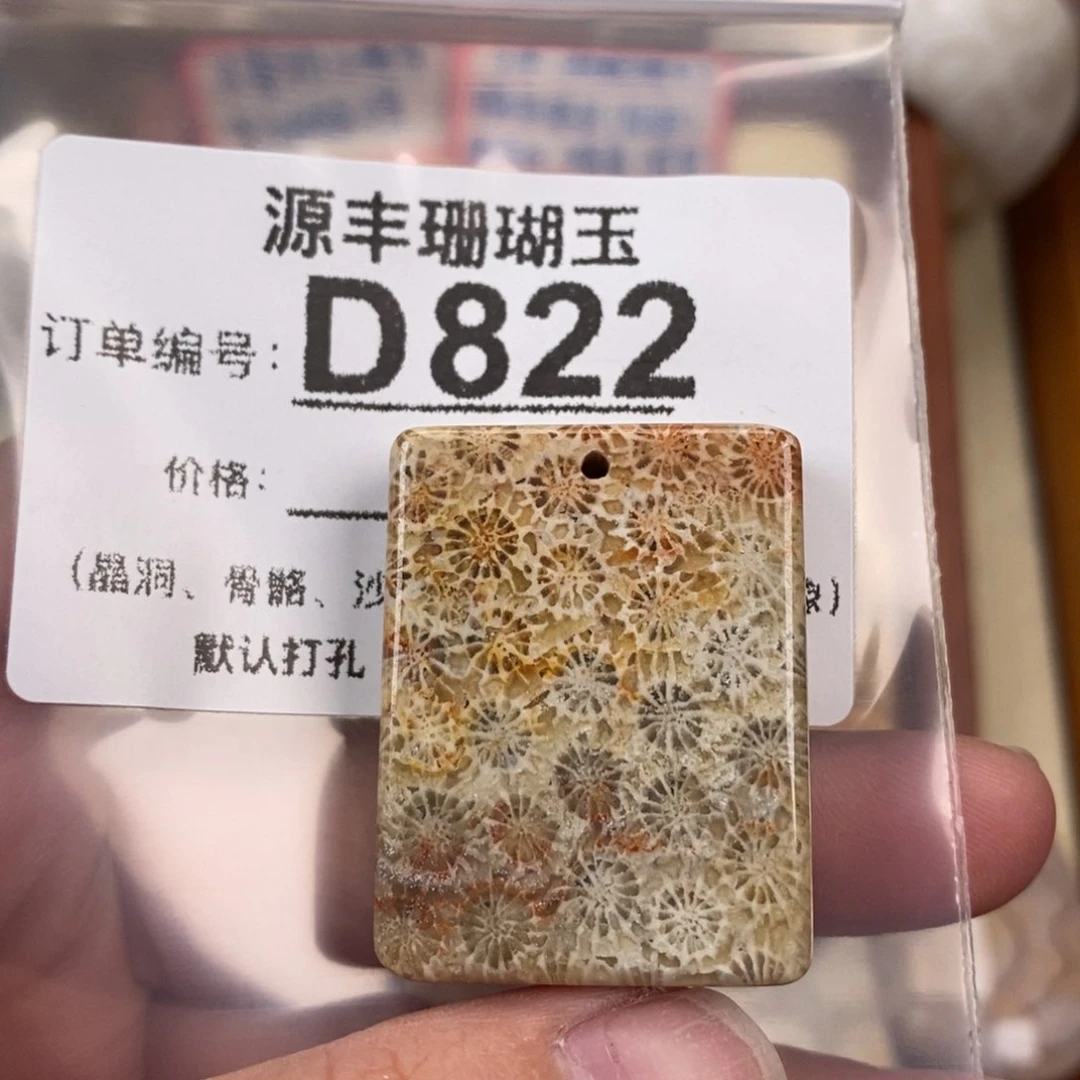 源丰珊瑚玉
订单编号：D822
价格：
（晶洞、骨骼、沙
）
默认打孔